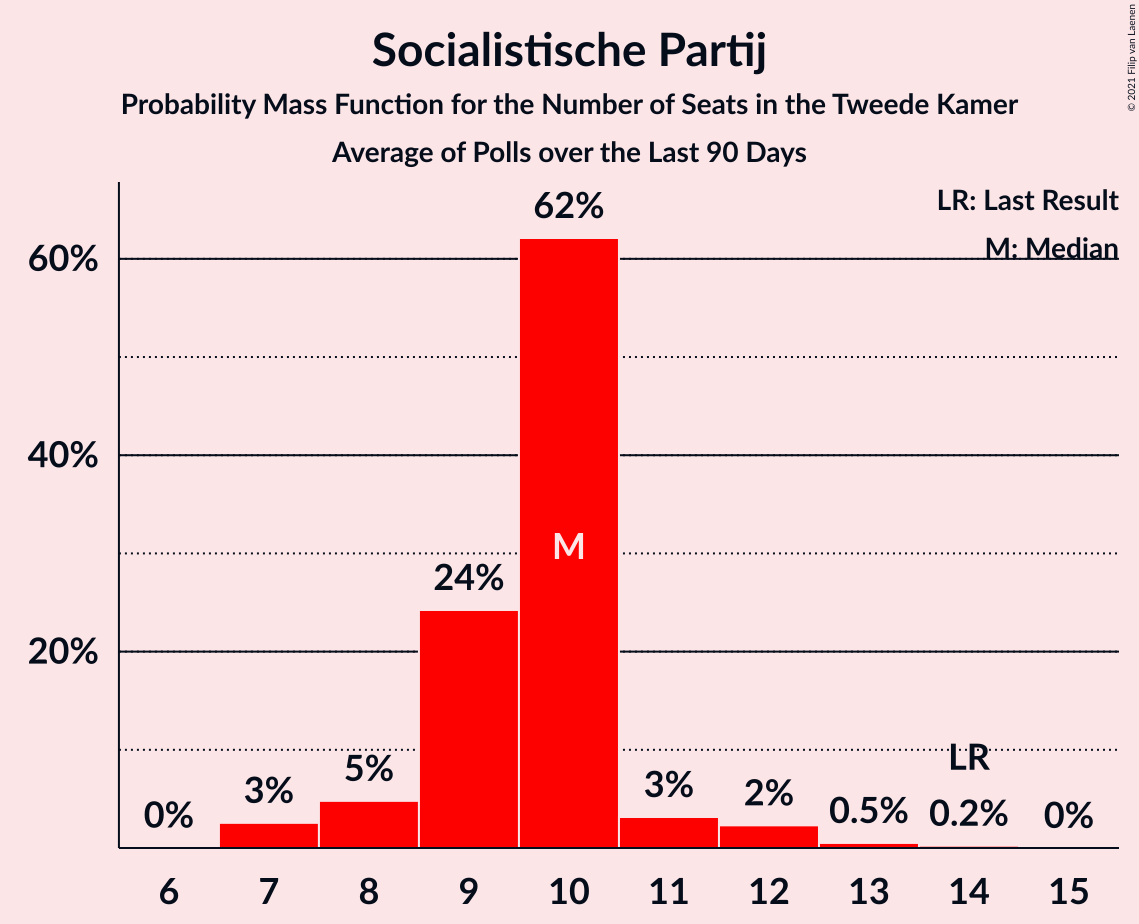 Socialistische Partij
Probability Mass Function for the Number of Seats in the Tweede Kamer
Average of Polls over the Last 90 Days
© 2021 Filip van Laenen
LR: Last Result
M: Median
60%
40%
20%
0%
3%
5%
24%
62%
M
3%
2%
0.5%
LR
0.2%
0%
6 7 8 9 10 11 12 13 14 15